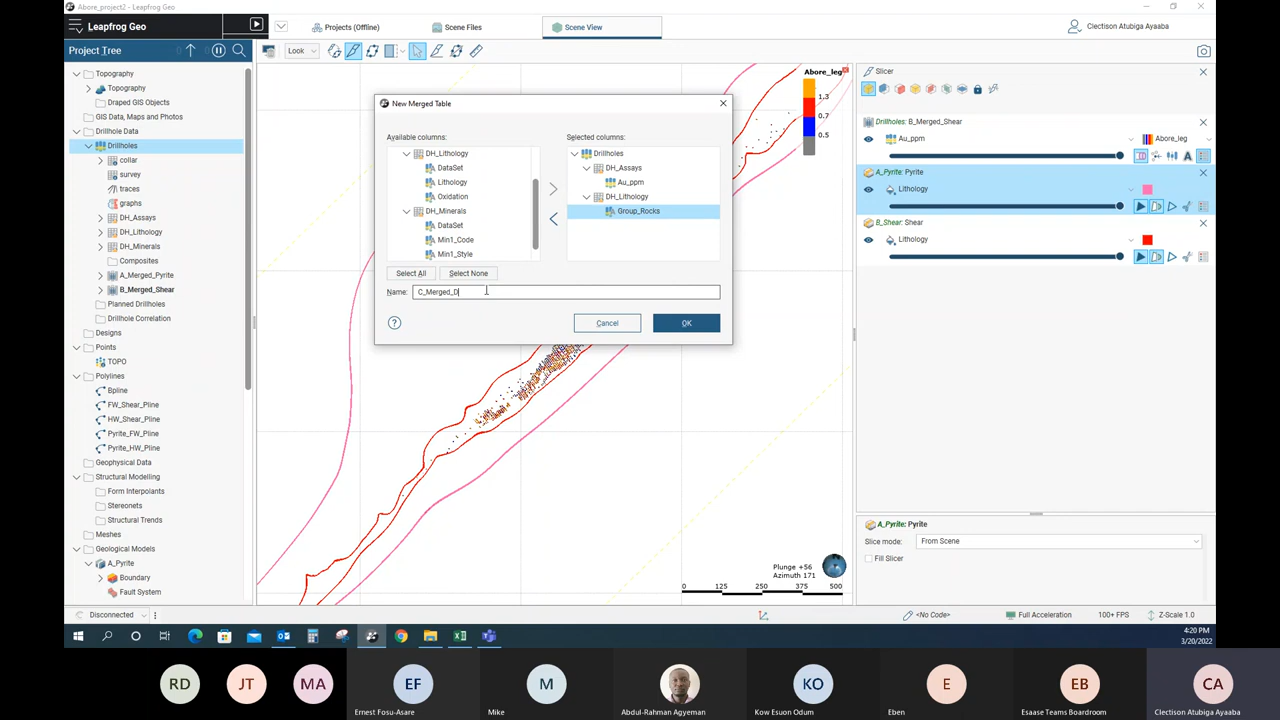 Abore_project2 — Leapfrog Geo
Leapfrog Geo
Projects (Offline)
Scene Files
Scene View
Clectison Atubiga Ayaaba
Project Tree
0
0
Look
Topography
Topography
Draped GIS Objects
GIS Data, Maps and Photos
Drillhole Data
Drillholes
collar
survey
traces
graphs
DH_Assays
DH_Lithology
DH_Minerals
Composites
A_Merged_Pyrite
B_Merged_Shear
Planned Drillholes
Drillhole Correlation
Designs
Points
TOPO
Polylines
Bpline
FW_Shear_Pline
HW_Shear_Pline
Pyrite_FW_Pline
Pyrite_HW_Pline
Geophysical Data
Structural Modelling
Form Interpolants
Stereonets
Structural Trends
Meshes
Geological Models
A_Pyrite
Boundary
Fault System
New Merged Table
Available columns:
DH_Lithology
DataSet
Lithology
Oxidation
DH_Minerals
DataSet
Min1_Code
Min1_Style
Selected columns:
Drillholes
DH_Assays
Au_ppm
DH_Lithology
Group_Rocks
Select All
Select None
Name:
C_Merged_D
Cancel
OK
Abore_leg
1.3
0.7
0.5
Plunge +56
Azimuth 171
0 125 250 375 500
Slicer
Drillholes: B_Merged_Shear
Au_ppm
Abore_leg
A_Pyrite: Pyrite
Lithology
B_Shear: Shear
Lithology
A_Pyrite: Pyrite
Slice mode:
From Scene
Fill Slicer
Disconnected
<No Code>
Full Acceleration
100+ FPS
Z-Scale 1.0
4:20 PM
3/20/2022
RD
JT
MA
EF
Ernest Fosu-Asare
M
Mike
Abdul-Rahman Agyeman
KO
Kow Esuon Odum
E
Eben
EB
Esaase Teams Boardroom
CA
Clectison Atubiga Ayaaba